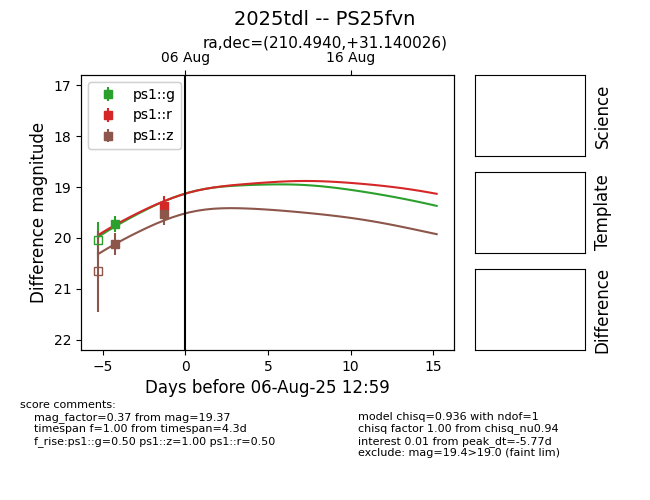 2025tdl -- PS25fvn
ra,dec=(210.4940,+31.140026)
06 Aug
16 Aug
17
18
19
20
21
22
Difference magnitude
ps1::g
ps1::r
ps1::z
−5
0
5
10
15
Days before 06-Aug-25 12:59
Science
Template
Difference
score comments:
mag_factor=0.37 from mag=19.37
timespan f=1.00 from timespan=4.3d
f_rise:ps1::g=0.50 ps1::z=1.00 ps1::r=0.50
model chisq=0.936 with ndof=1
chisq factor 1.00 from chisq_nu0.94
interest 0.01 from peak_dt=-5.77d
exclude: mag=19.4>19.0 (faint lim)